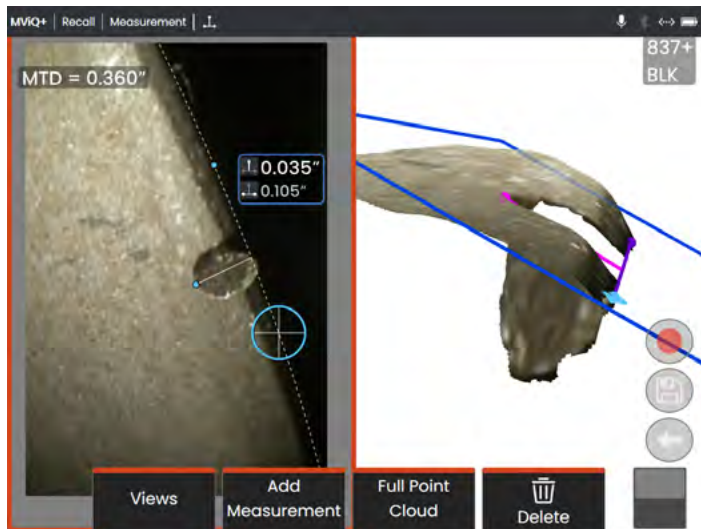 MViQ+ | Recall | Measurement |
MTD = 0.360"
0.035"
0.105"
837+
BLK
Views
Add
Measurement
Full Point
Cloud
Delete